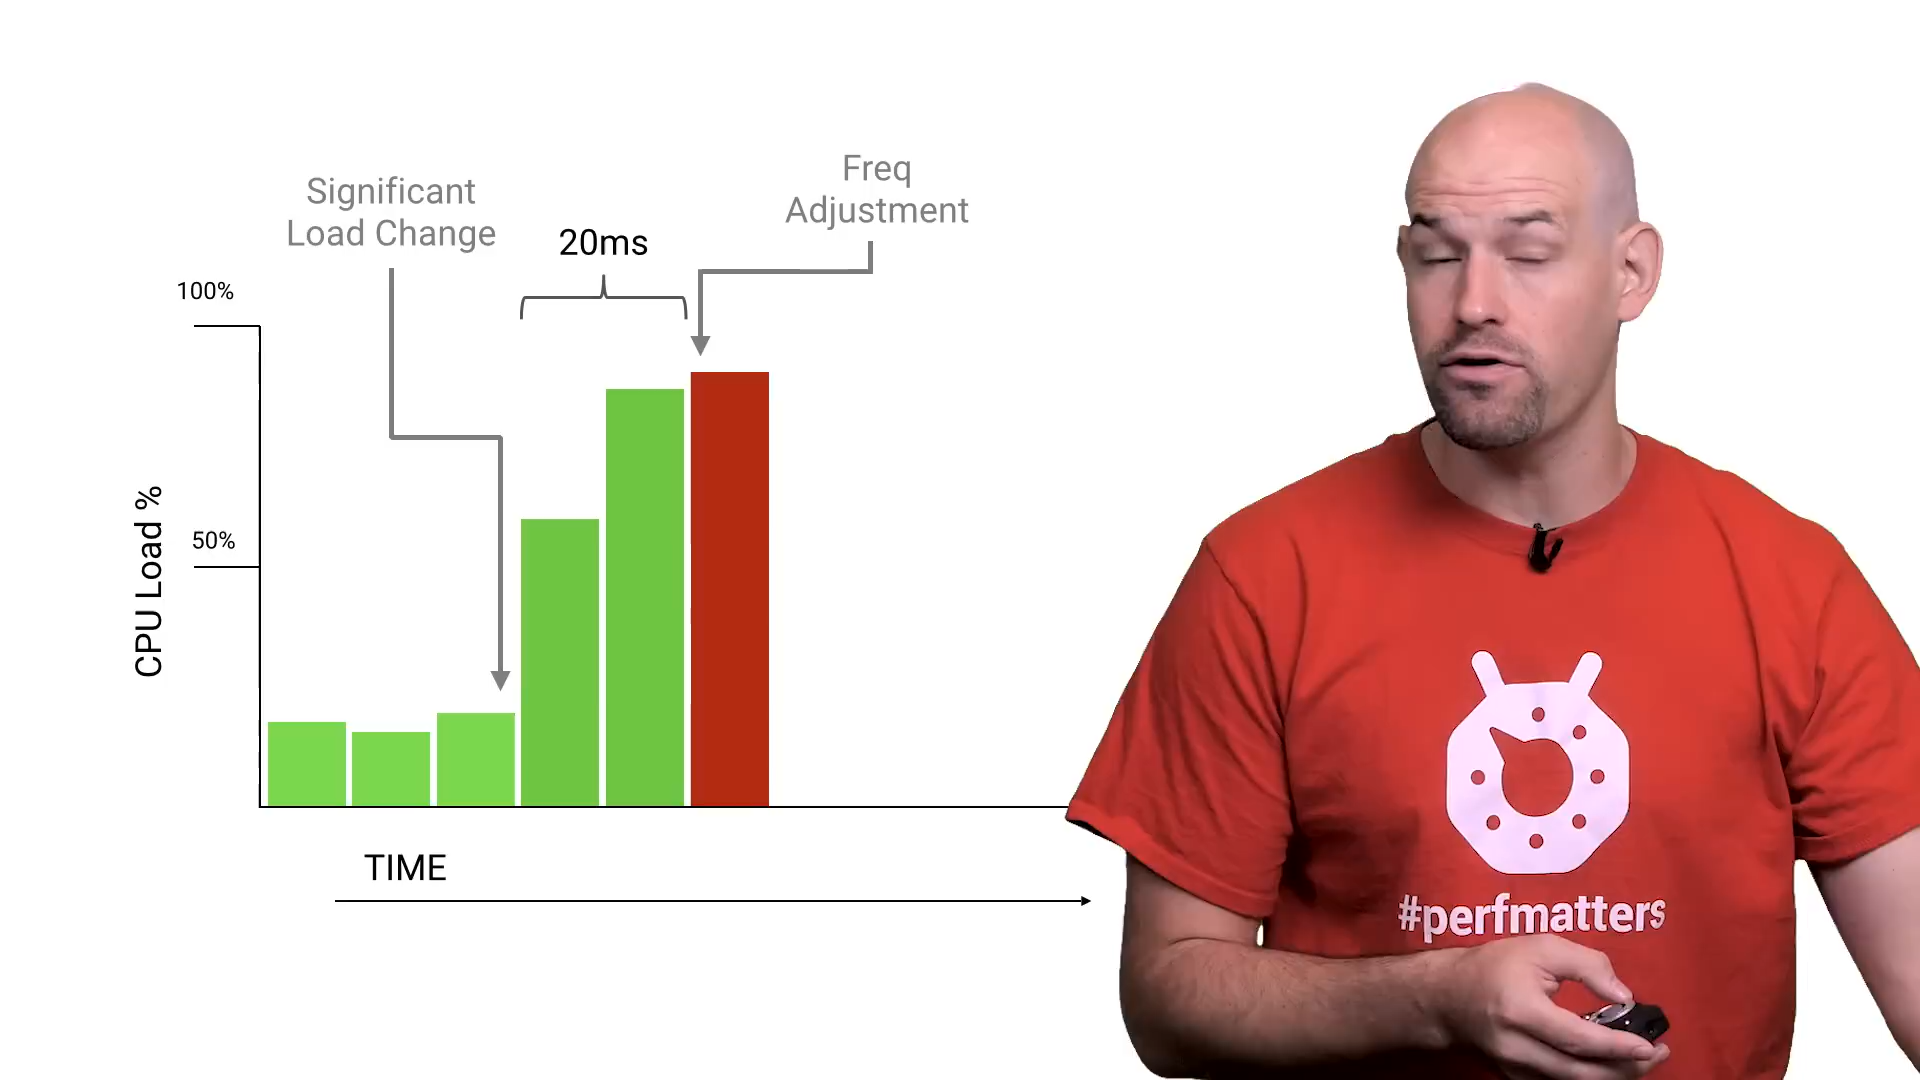 Significant
Load Change
20ms
Freq
Adjustment
100%
50%
CPU Load %
TIME
#perfmatters